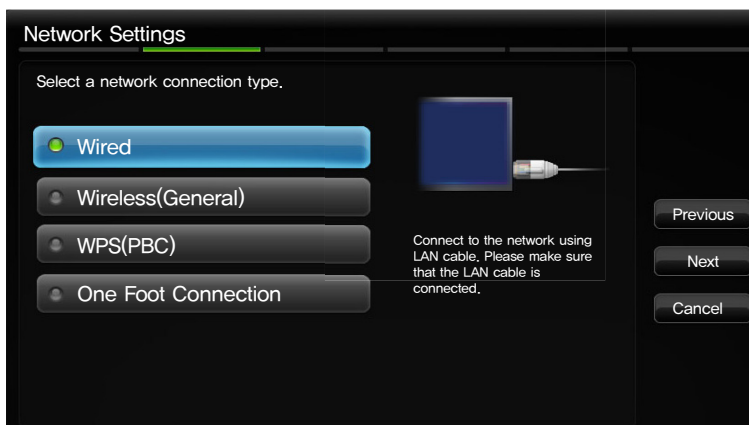 Network Settings
Select a network connection type.
Wired
Wireless(General)
WPS(PBC)
One Foot Connection
Connect to the network using
LAN cable. Please make sure
that the LAN cable is
connected.
Previous
Next
Cancel